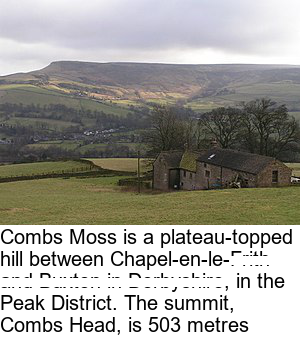 Combs Moss is a plateau-topped
hill between Chapel-en-le-Frith
and Buxton in Derbyshire, in the
Peak District. The summit,
Combs Head, is 503 metres